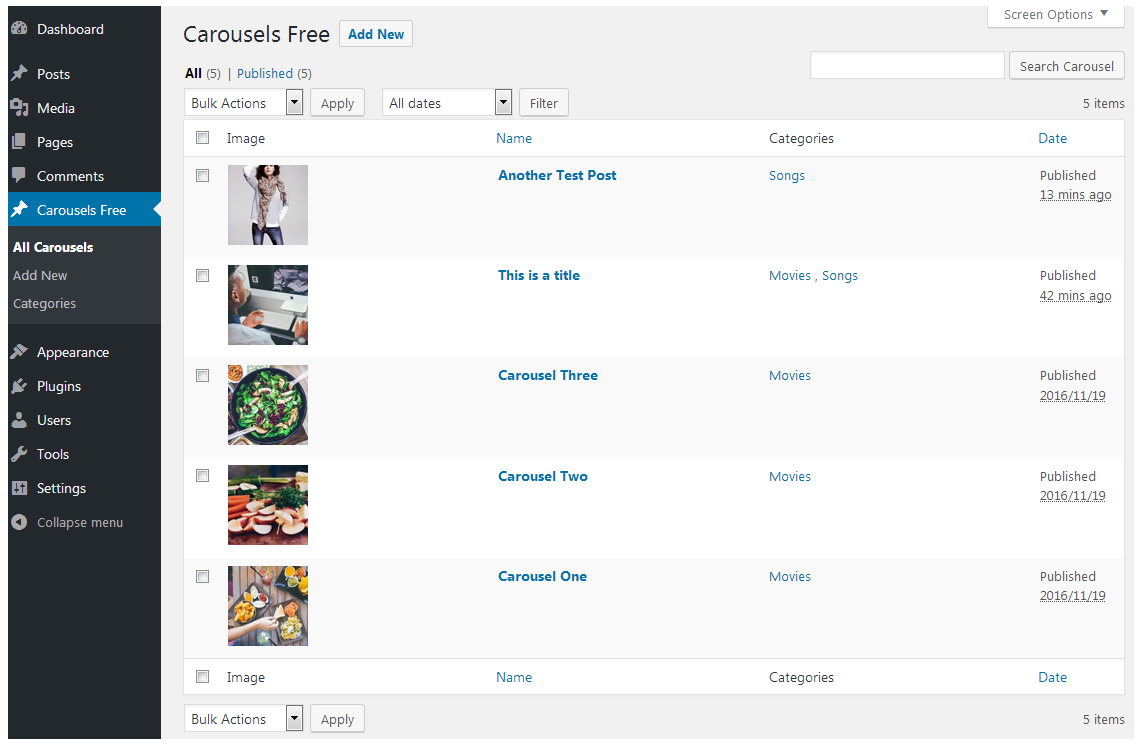 Dashboard
Posts
Media
Pages
Comments
Carousels Free
All Carousels
Add New
Categories
Appearance
Plugins
Users
Tools
Settings
Collapse menu
Screen Options
Carousels Free Add New
All (5) | Published (5)
Search Carousel
Bulk Actions Apply All dates Filter 5 items
Image Name Categories Date
Another Test Post Songs Published
13 mins ago
This is a title Movies , Songs Published
42 mins ago
Carousel Three Movies Published
2016/11/19
Carousel Two Movies Published
2016/11/19
Carousel One Movies Published
2016/11/19
Image Name Categories Date
Bulk Actions Apply 5 items